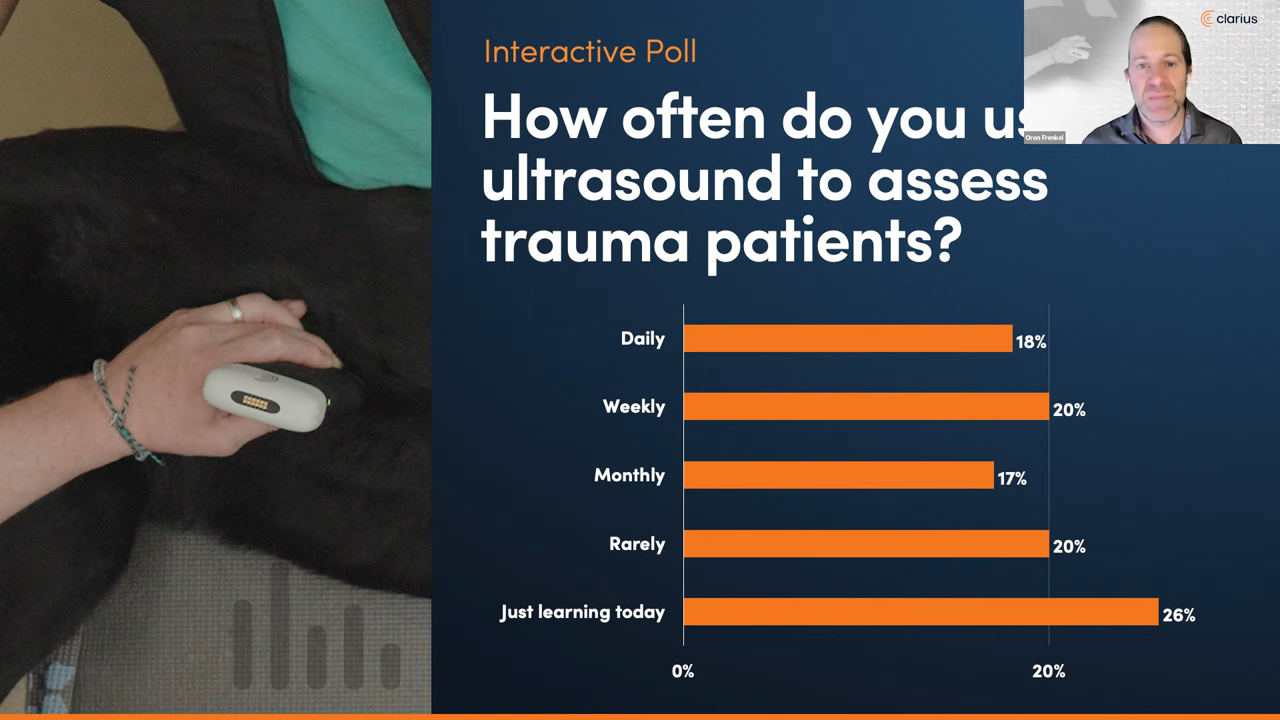 Interactive Poll
clarius
How often do you us
Oron Frenkel
ultrasound to assess
trauma patients?
Daily 18%
Weekly 20%
Monthly 17%
Rarely 20%
Just learning today 26%
0% 20%